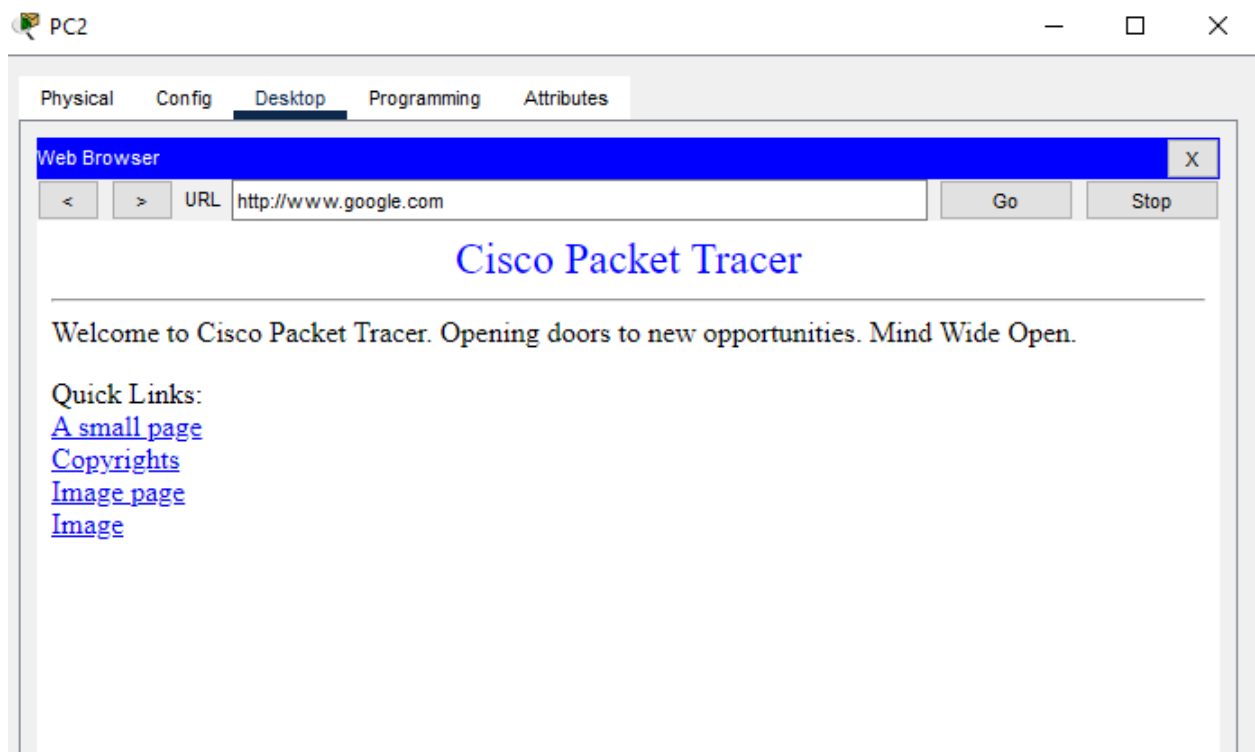 PC2
Physical Config Desktop Programming Attributes
Web Browser X
< > URL http://www.google.com Go Stop
Cisco Packet Tracer
Welcome to Cisco Packet Tracer. Opening doors to new opportunities. Mind Wide Open.
Quick Links:
A small page
Copyrights
Image page
Image